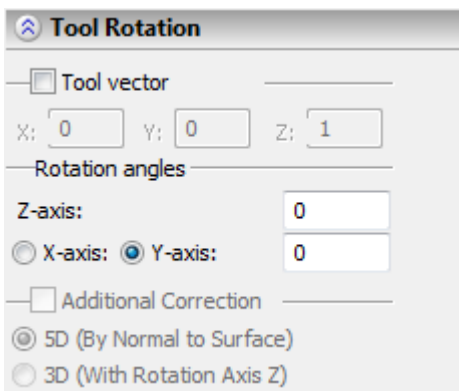 Tool Rotation
Tool vector
X: 0 Y: 0 Z: 1
Rotation angles
Z-axis: 0
X-axis: Y-axis: 0
Additional Correction
5D (By Normal to Surface)
3D (With Rotation Axis Z)